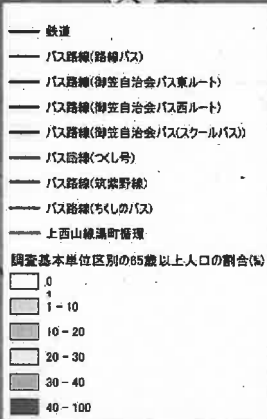 鉄道
バス路線(路線バス)
バス路線(御笠自治会バス東ルート)
バス路線(御笠自治会バス西ルート)
バス路線(御笠自治会バス(スクールバス))
バス路線(つくし号)
バス路線(筑紫野線)
バス路線(ちくしのバス)
上西山線湯町循環
調査基本単位区別の65歳以上人口の割合(%)
0
1 - 10
10 - 20
20 - 30
30 - 40
40 - 100